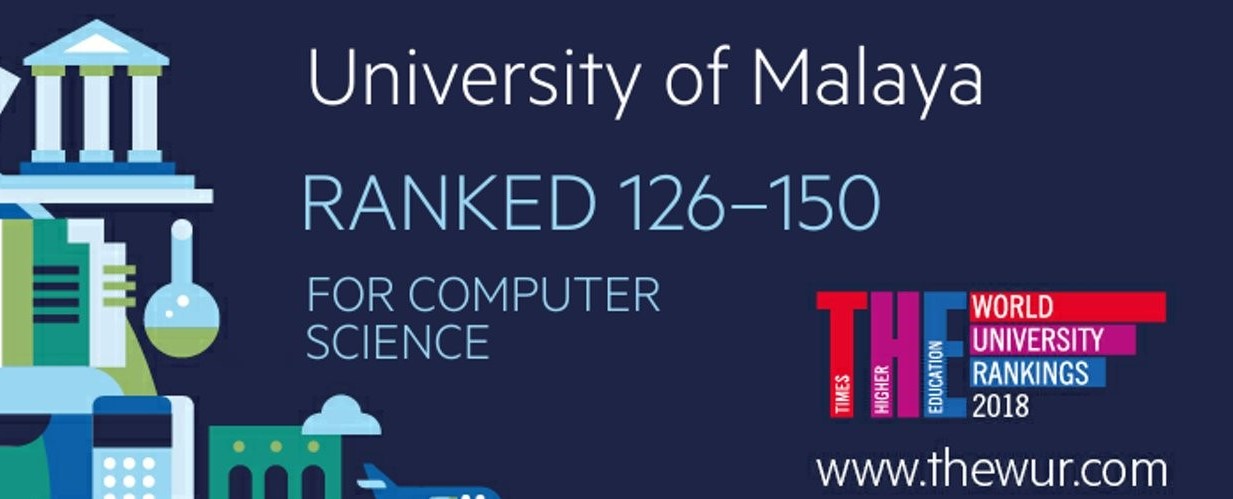 University of Malaya
RANKED 126–150
FOR COMPUTER
SCIENCE
THE
TIMES
HIGHER
EDUCATION
WORLD
UNIVERSITY
RANKINGS
2018
www.thewur.com